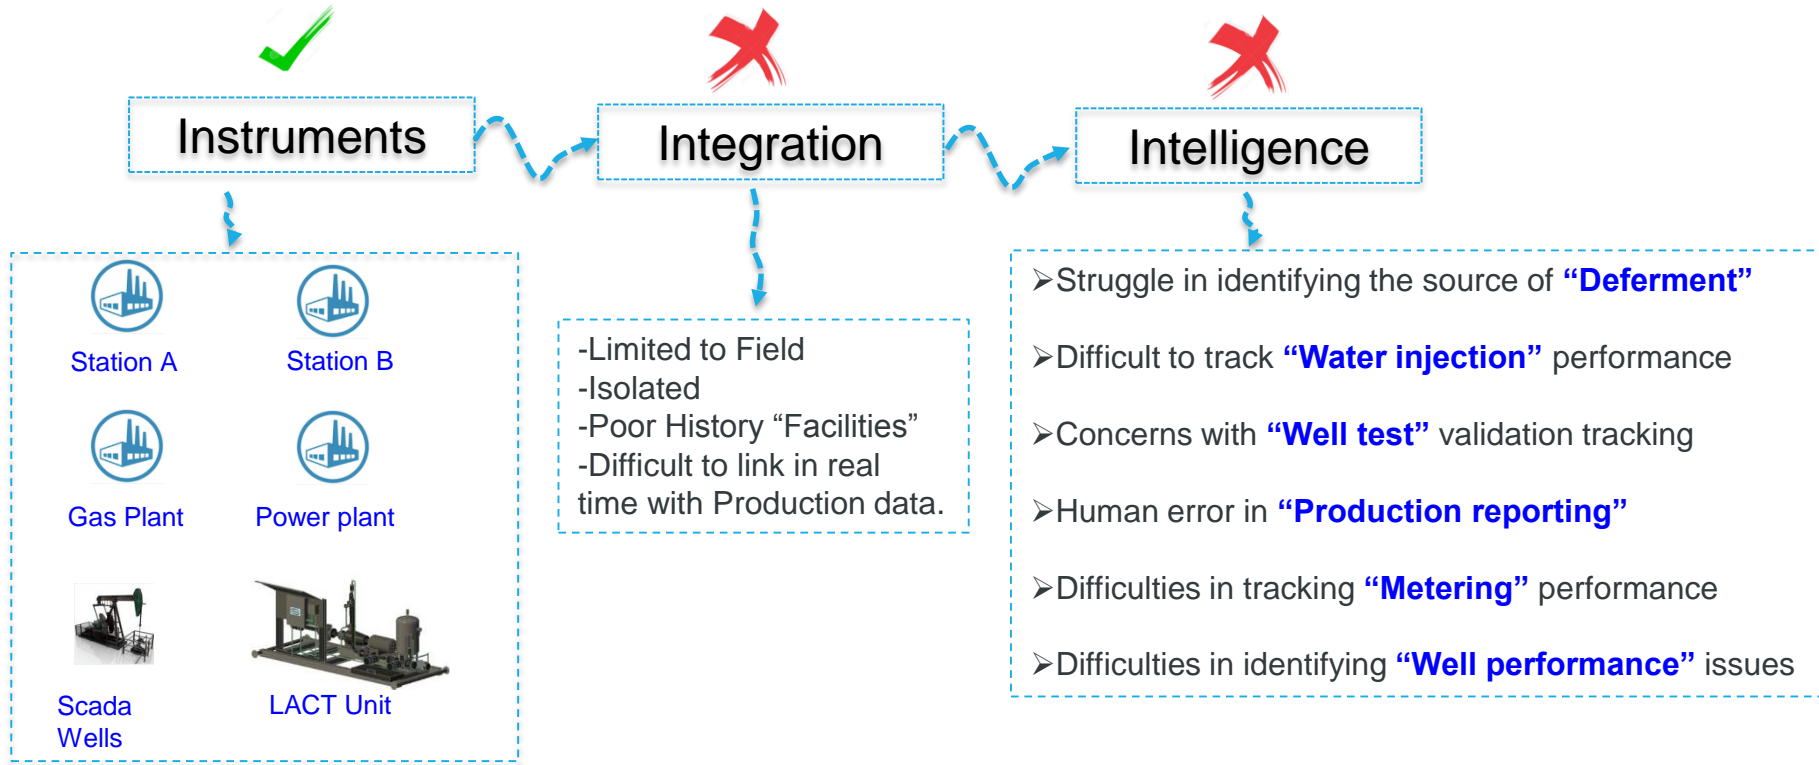 Instruments
Integration
Intelligence
Station A
Station B
Gas Plant
Power plant
Scada
Wells
LACT Unit
-Limited to Field
-Isolated
-Poor History “Facilities”
-Difficult to link in real
time with Production data.
➢Struggle in identifying the source of “Deferment”
➢Difficult to track “Water injection” performance
➢Concerns with “Well test” validation tracking
➢Human error in “Production reporting”
➢Difficulties in tracking “Metering” performance
➢Difficulties in identifying “Well performance” issues